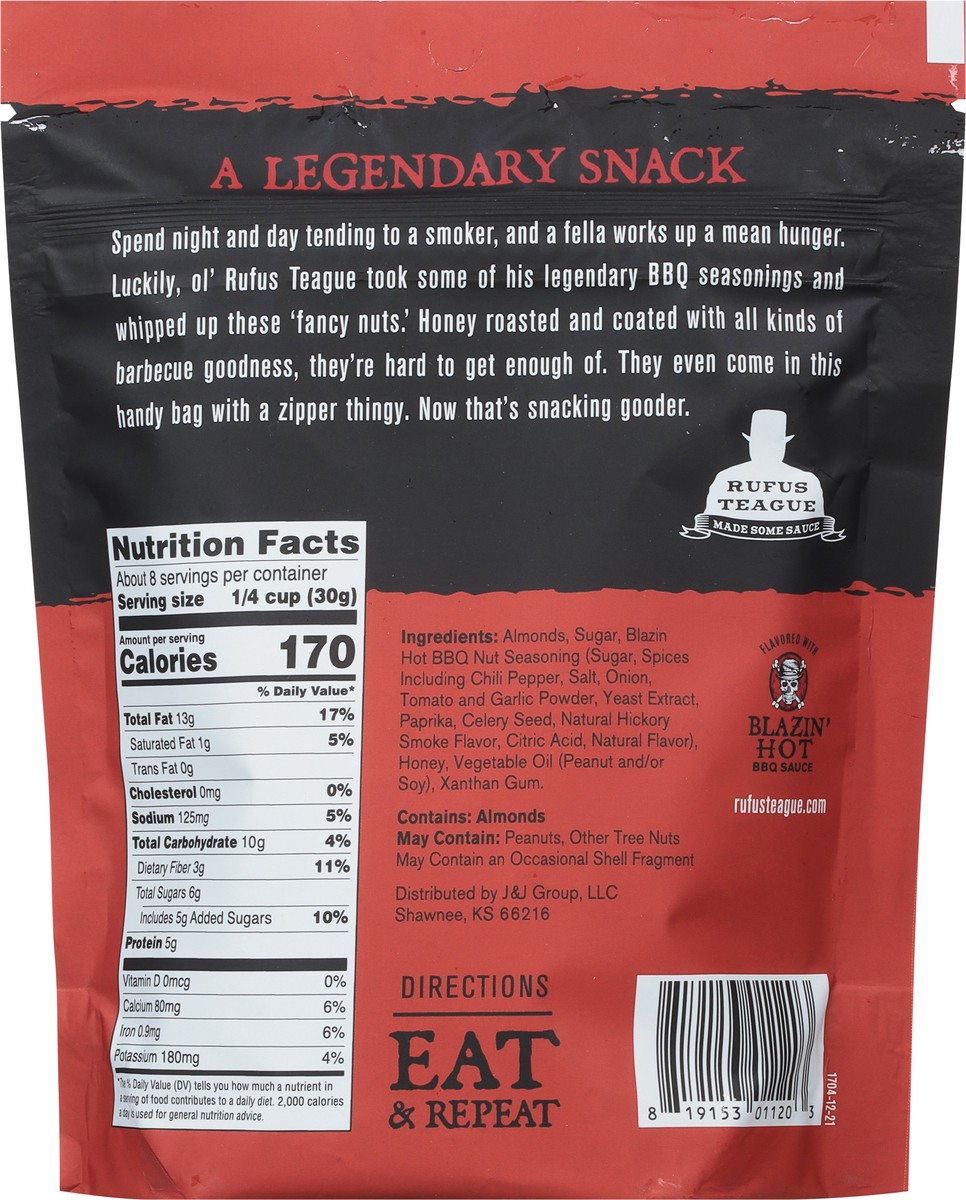 A LEGENDARY SNACK
Spend night and day tending to a smoker, and a fella works up a mean hunger.
Luckily, ol' Rufus Teague took some of his legendary BBQ seasonings and
whipped up these 'fancy nuts.' Honey roasted and coated with all kinds of
barbecue goodness, they're hard to get enough of. They even come in this
handy bag with a zipper thingy. Now that's snacking gooder.
RUFUS
TEAGUE
MADE SOME SAUCE
Nutrition Facts
About 8 servings per container
Serving size 1/4 cup (30g)
Amount per serving
Calories 170
% Daily Value*
Total Fat 13g 17%
Saturated Fat 1g 5%
Trans Fat 0g
Cholesterol 0mg 0%
Sodium 125mg 5%
Total Carbohydrate 10g 4%
Dietary Fiber 3g 11%
Total Sugars 6g
Includes 5g Added Sugars 10%
Protein 5g
Vitamin D 0mcg 0%
Calcium 80mg 6%
Iron 0.9mg 6%
Potassium 180mg 4%
*The % Daily Value (DV) tells you how much a nutrient in
a serving of food contributes to a daily diet. 2,000 calories
a day is used for general nutrition advice.
Ingredients: Almonds, Sugar, Blazin
Hot BBQ Nut Seasoning (Sugar, Spices
Including Chili Pepper, Salt, Onion,
Tomato and Garlic Powder, Yeast Extract,
Paprika, Celery Seed, Natural Hickory
Smoke Flavor, Citric Acid, Natural Flavor),
Honey, Vegetable Oil (Peanut and/or
Soy), Xanthan Gum.
Contains: Almonds
May Contain: Peanuts, Other Tree Nuts
May Contain an Occasional Shell Fragment
Distributed by J&J Group, LLC
Shawnee, KS 66216
FLAVORED WITH
BLAZIN'
HOT
BBQ SAUCE
rufusteague.com
DIRECTIONS
EAT
& REPEAT
8 19153 01120 3
1704-12-21